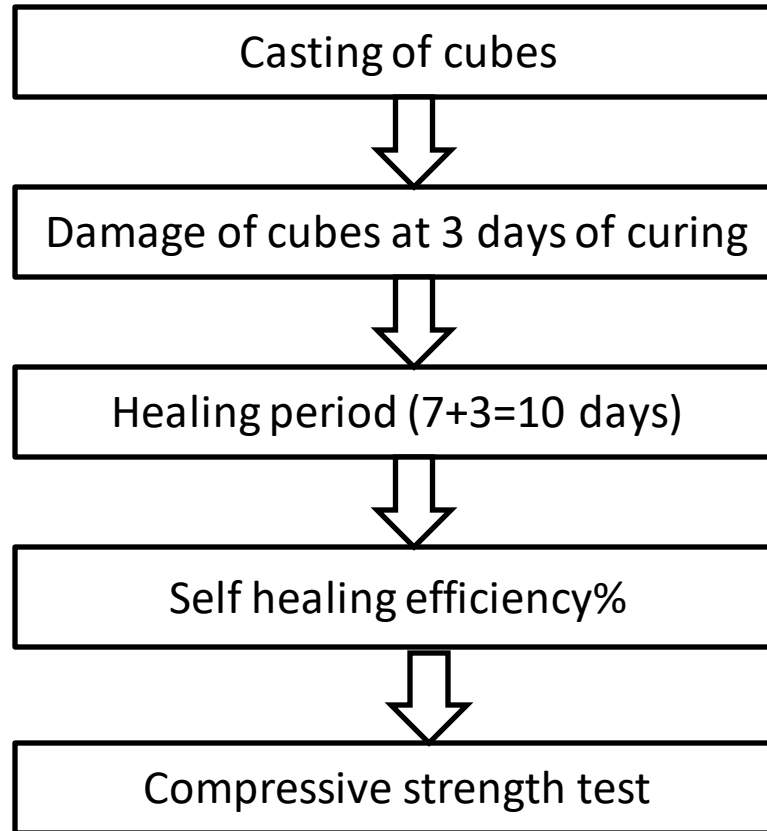 Casting of cubes
Damage of cubes at 3 days of curing
Healing period (7+3=10 days)
Self healing efficiency%
Compressive strength test